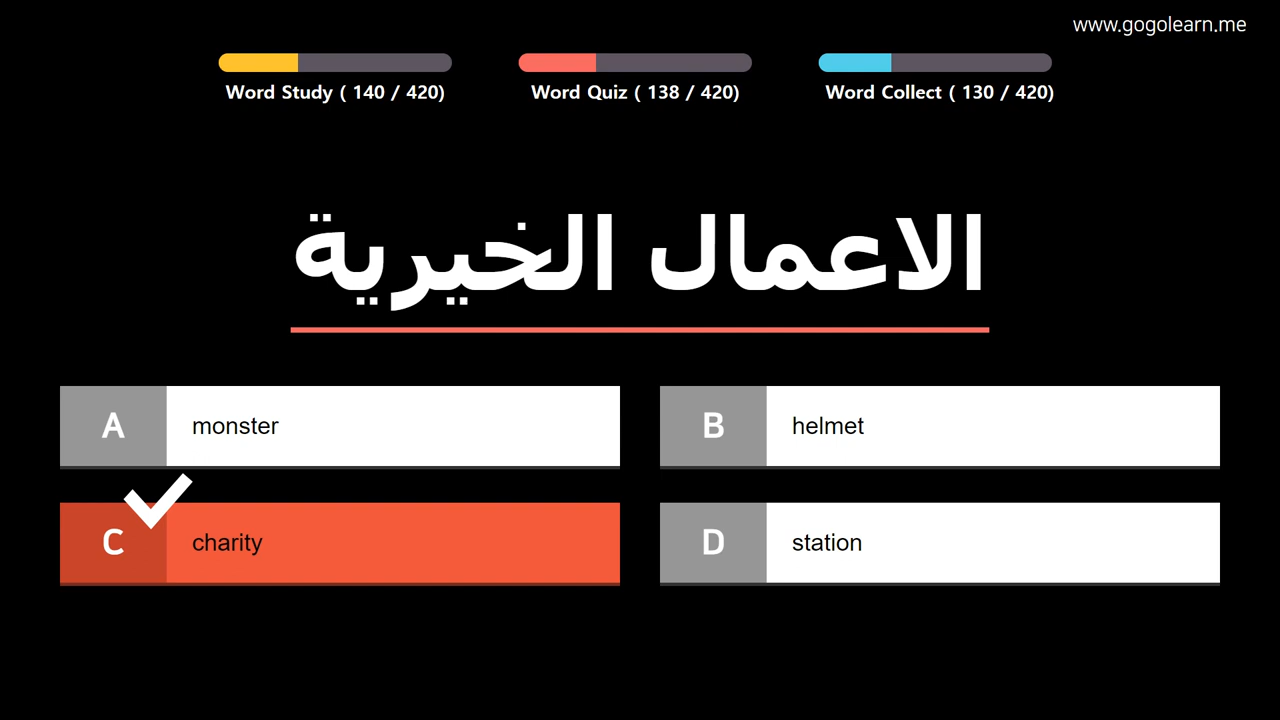 www.gogolearn.me
Word Study ( 140 / 420)
Word Quiz ( 138 / 420)
Word Collect ( 130 / 420)
الاعمال الخيرية
A monster
B helmet
C charity
D station